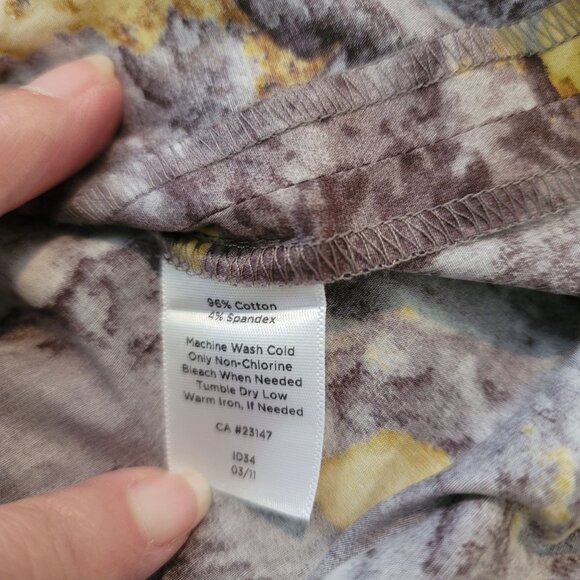 96% Cotton
4% Spandex
Machine Wash Cold
Only Non-Chlorine
Bleach When Needed
Tumble Dry Low
Warm Iron, If Needed
CA #23147
ID34
03/11